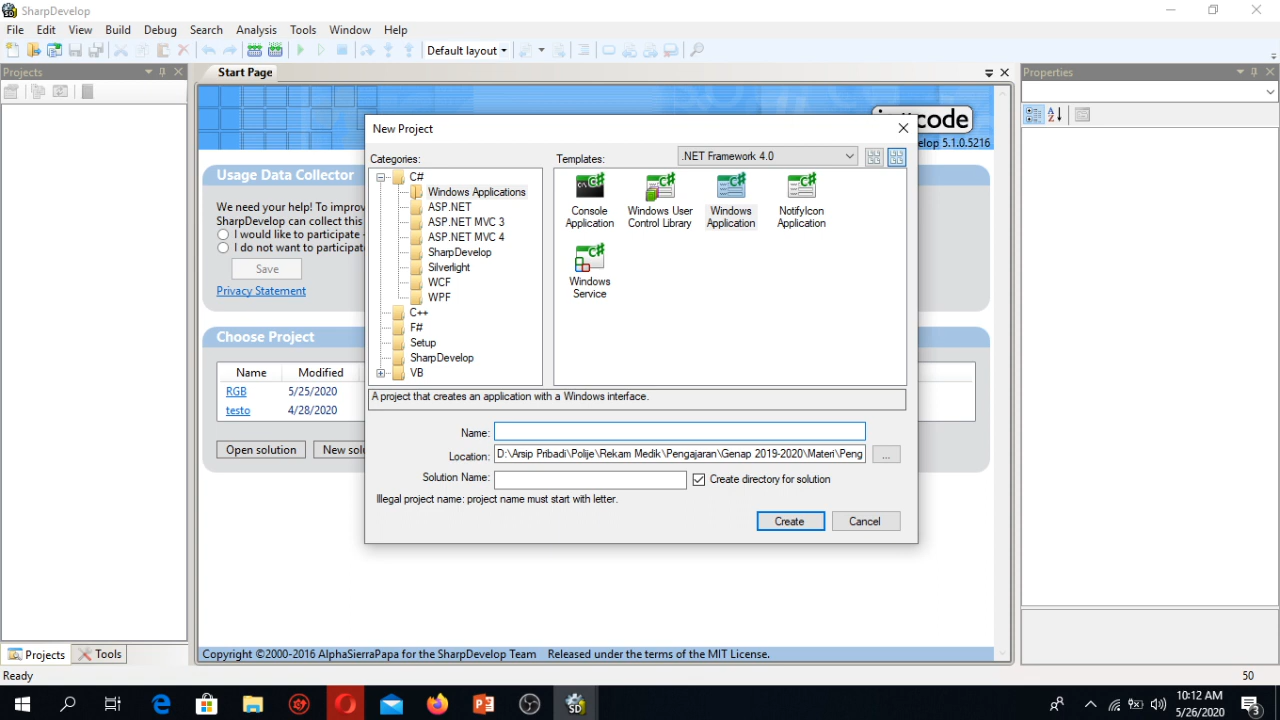 SharpDevelop
File Edit View Build Debug Search Analysis Tools Window Help
Default layout
Projects
Start Page
Properties
code
elop 5.1.0.5216
Usage Data Collector
We need your help! To improv
SharpDevelop can collect this
I would like to participate -
I do not want to participat
Save
Privacy Statement
Choose Project
Name Modified
RGB 5/25/2020
testo 4/28/2020
Open solution New solu
New Project
Categories:
Templates:
.NET Framework 4.0
C#
Windows Applications
ASP.NET
ASP.NET MVC 3
ASP.NET MVC 4
SharpDevelop
Silverlight
WCF
WPF
C++
F#
Setup
SharpDevelop
VB
Console Application
Windows User Control Library
Windows Application
NotifyIcon Application
Windows Service
A project that creates an application with a Windows interface.
Name:
Location: D:\Arsip Pribadi\Polije\Rekam Medik\Pengajaran\Genap 2019-2020\Materi\Peng
...
Solution Name:
Create directory for solution
Illegal project name: project name must start with letter.
Create Cancel
Projects Tools
Copyright ©2000-2016 AlphaSierraPapa for the SharpDevelop Team Released under the terms of the MIT License.
Ready
50
10:12 AM
5/26/2020
3